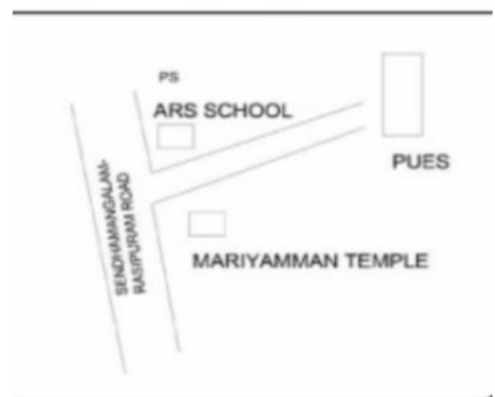 PS
ARS SCHOOL
PUES
SENDHAMANGALAM-
RASIPURAM ROAD
MARIYAMMAN TEMPLE